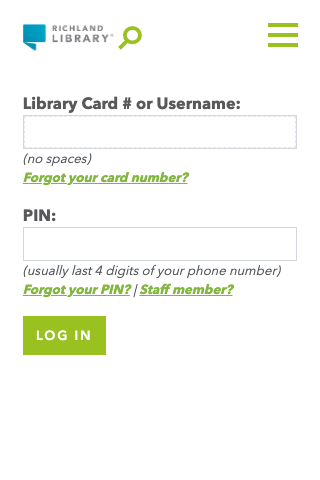 RICHLAND
LIBRARY
Library Card # or Username:
(no spaces)
Forgot your card number?
PIN:
(usually last 4 digits of your phone number)
Forgot your PIN? | Staff member?
LOG IN